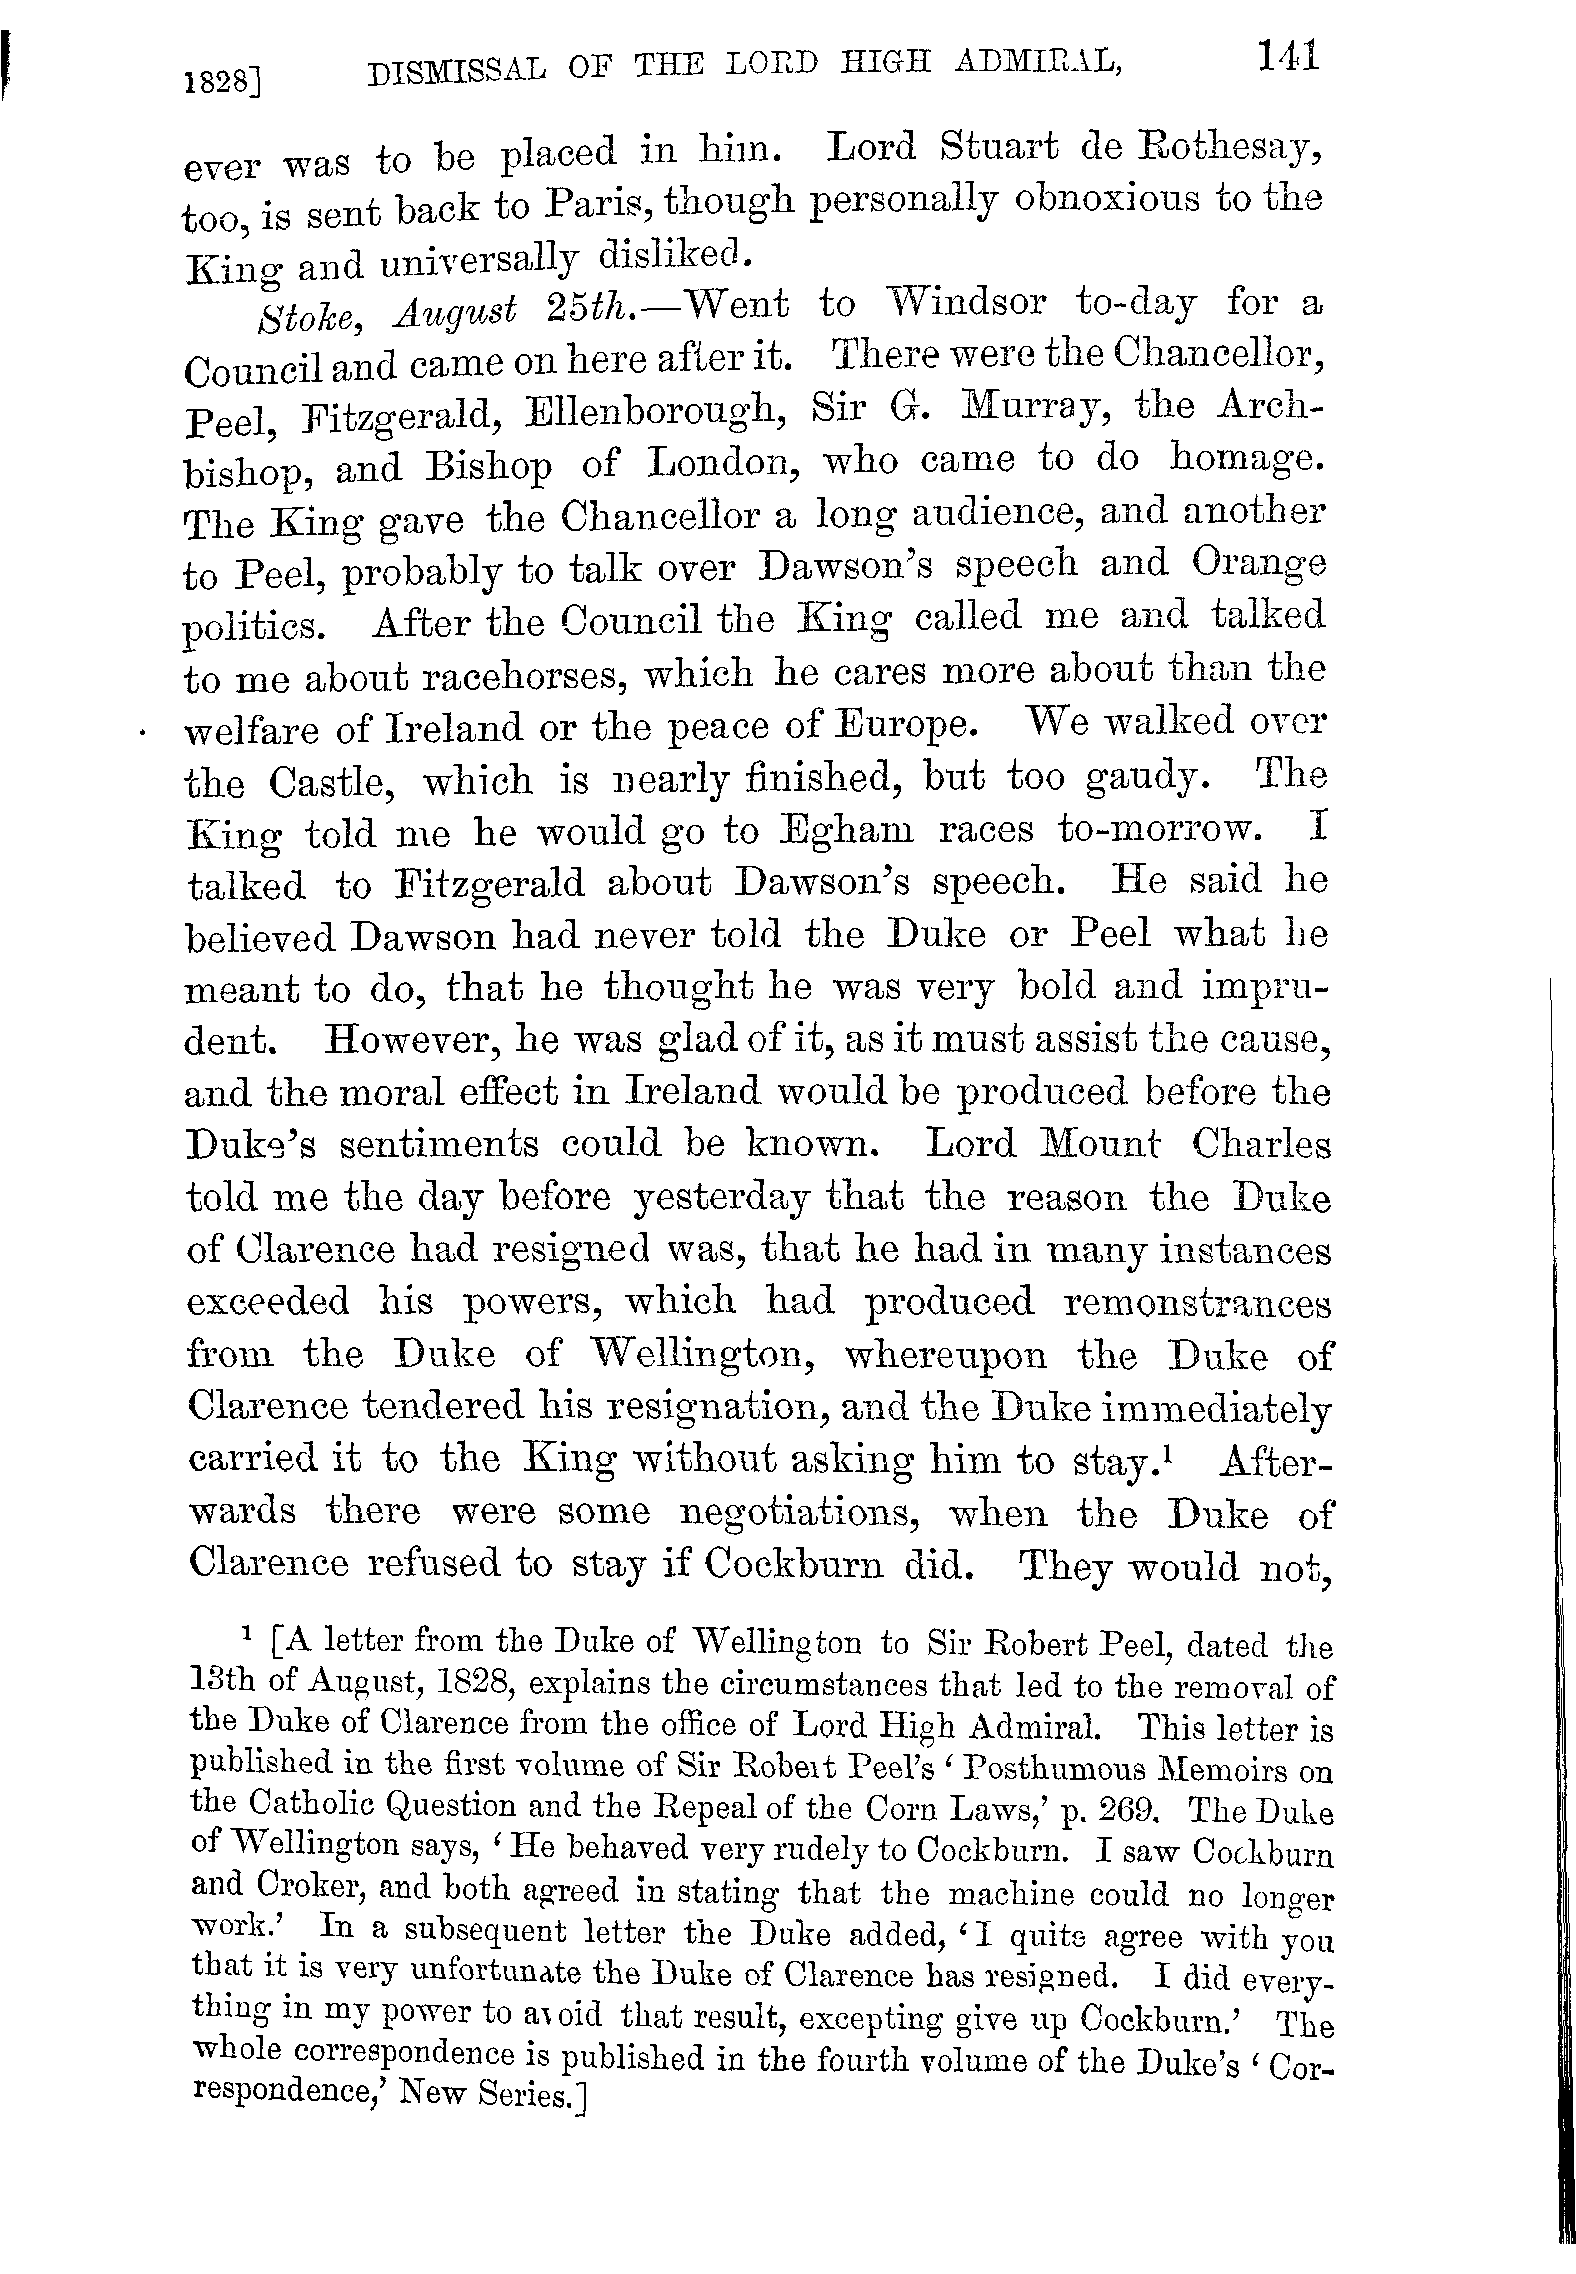 1828] DISMISSAL OF THE LORD HIGH ADMIRAL, 141
ever was to be placed in him. Lord Stuart de Rothesay,
too, is sent back to Paris, though personally obnoxious to the
King and universally disliked.
Stoke, August 25th.—Went to Windsor to-day for a
Council and came on here after it. There were the Chancellor,
Peel, Fitzgerald, Ellenborough, Sir G. Murray, the Arch-
bishop, and Bishop of London, who came to do homage.
The King gave the Chancellor a long audience, and another
to Peel, probably to talk over Dawson's speech and Orange
politics. After the Council the King called me and talked
to me about racehorses, which he cares more about than the
welfare of Ireland or the peace of Europe. We walked over
the Castle, which is nearly finished, but too gaudy. The
King told me he would go to Egham races to-morrow. I
talked to Fitzgerald about Dawson's speech. He said he
believed Dawson had never told the Duke or Peel what he
meant to do, that he thought he was very bold and impru-
dent. However, he was glad of it, as it must assist the cause,
and the moral effect in Ireland would be produced before the
Duke's sentiments could be known. Lord Mount Charles
told me the day before yesterday that the reason the Duke
of Clarence had resigned was, that he had in many instances
exceeded his powers, which had produced remonstrances
from the Duke of Wellington, whereupon the Duke of
Clarence tendered his resignation, and the Duke immediately
carried it to the King without asking him to stay.¹ After-
wards there were some negotiations, when the Duke of
Clarence refused to stay if Cockburn did. They would not,
¹ [A letter from the Duke of Wellington to Sir Robert Peel, dated the
13th of August, 1828, explains the circumstances that led to the removal of
the Duke of Clarence from the office of Lord High Admiral. This letter is
published in the first volume of Sir Robert Peel's ‘Posthumous Memoirs on
the Catholic Question and the Repeal of the Corn Laws,’ p. 269. The Duke
of Wellington says, ‘He behaved very rudely to Cockburn. I saw Cockburn
and Croker, and both agreed in stating that the machine could no longer
work.’ In a subsequent letter the Duke added, ‘I quite agree with you
that it is very unfortunate the Duke of Clarence has resigned. I did every-
thing in my power to avoid that result, excepting give up Cockburn.’ The
whole correspondence is published in the fourth volume of the Duke's ‘Cor-
respondence,’ New Series.]